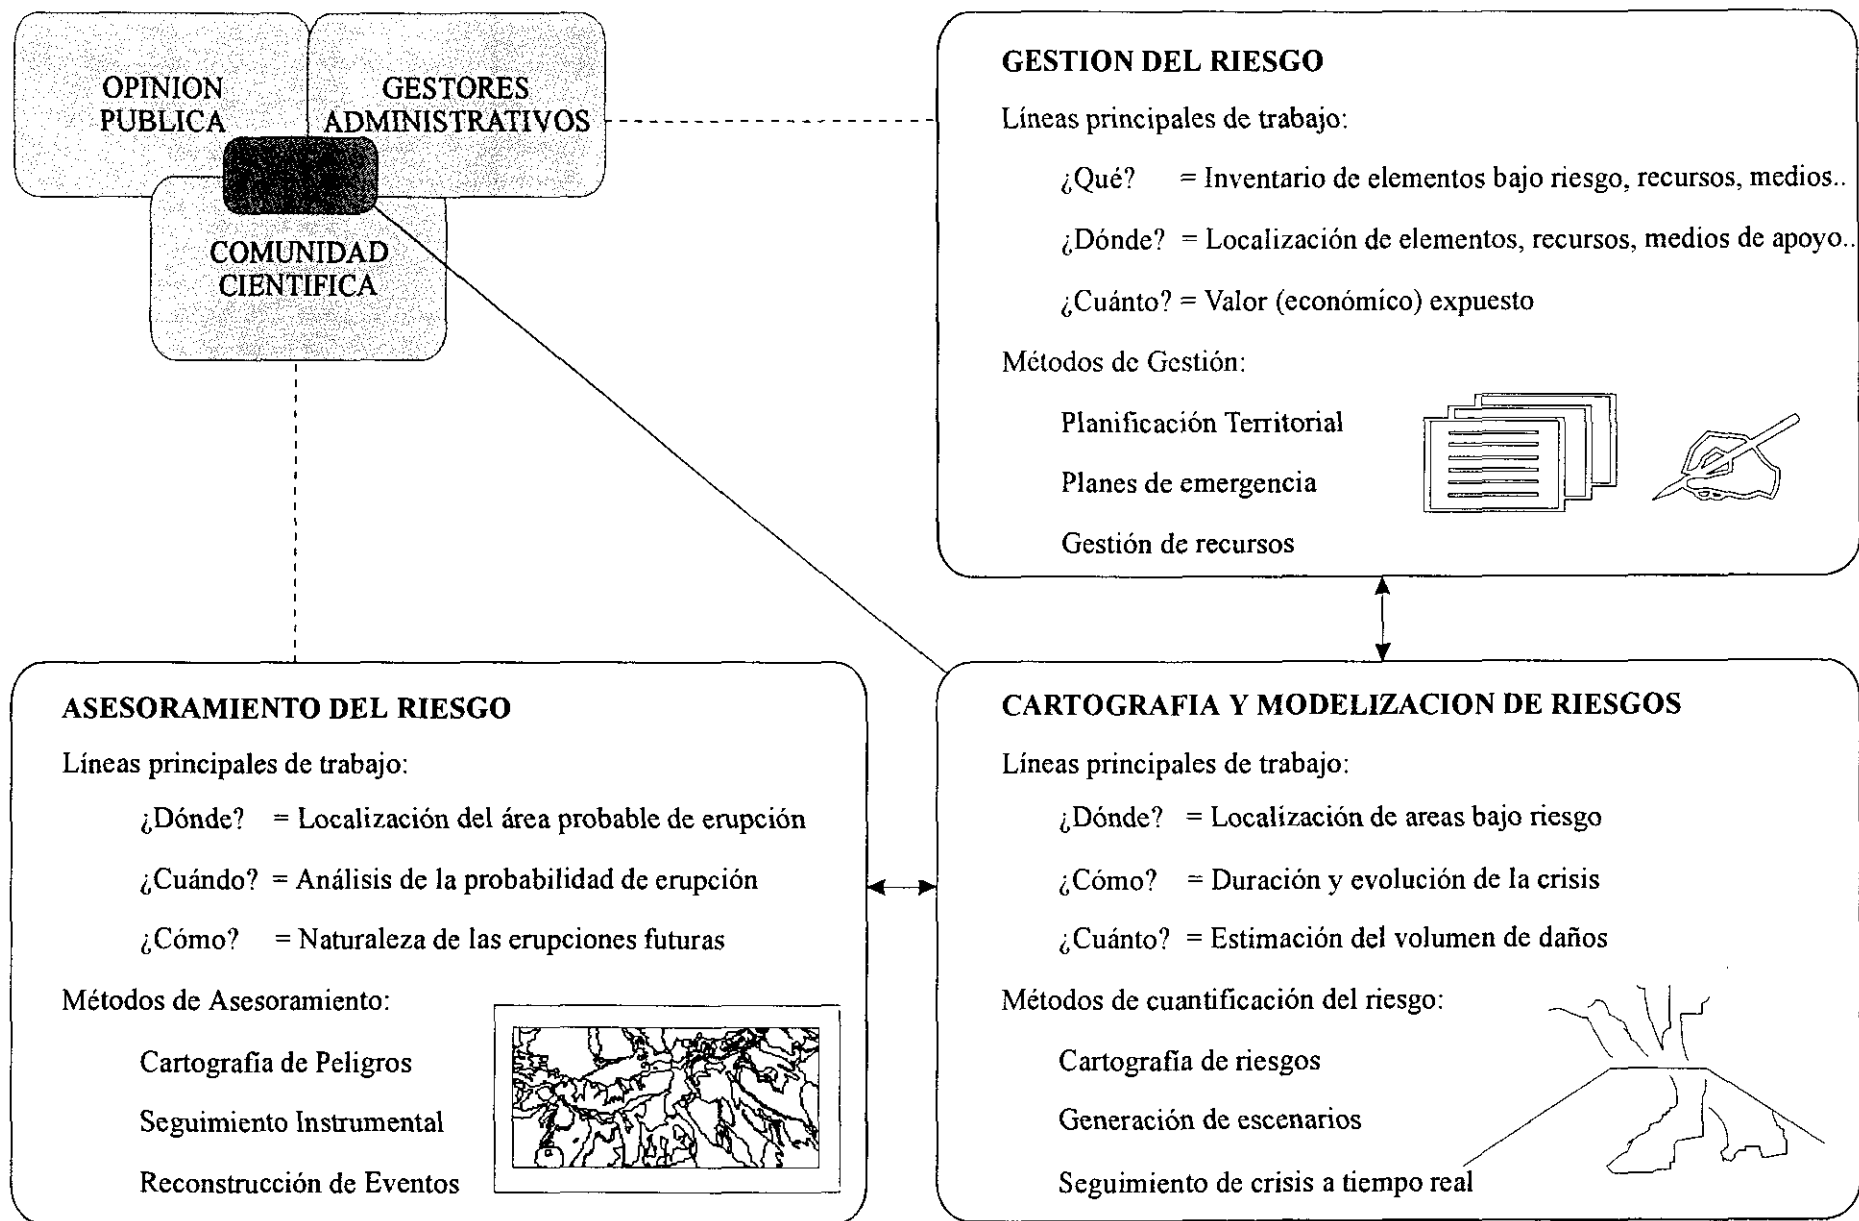 OPINION
PUBLICA
GESTORES
ADMINISTRATIVOS
COMUNIDAD
CIENTIFICA
GESTION DEL RIESGO
Líneas principales de trabajo:
¿Qué? = Inventario de elementos bajo riesgo, recursos, medios..
¿Dónde? = Localización de elementos, recursos, medios de apoyo..
¿Cuánto? = Valor (económico) expuesto
Métodos de Gestión:
Planificación Territorial
Planes de emergencia
Gestión de recursos
ASESORAMIENTO DEL RIESGO
Líneas principales de trabajo:
¿Dónde? = Localización del área probable de erupción
¿Cuándo? = Análisis de la probabilidad de erupción
¿Cómo? = Naturaleza de las erupciones futuras
Métodos de Asesoramiento:
Cartografía de Peligros
Seguimiento Instrumental
Reconstrucción de Eventos
CARTOGRAFIA Y MODELIZACION DE RIESGOS
Líneas principales de trabajo:
¿Dónde? = Localización de areas bajo riesgo
¿Cómo? = Duración y evolución de la crisis
¿Cuánto? = Estimación del volumen de daños
Métodos de cuantificación del riesgo:
Cartografía de riesgos
Generación de escenarios
Seguimiento de crisis a tiempo real